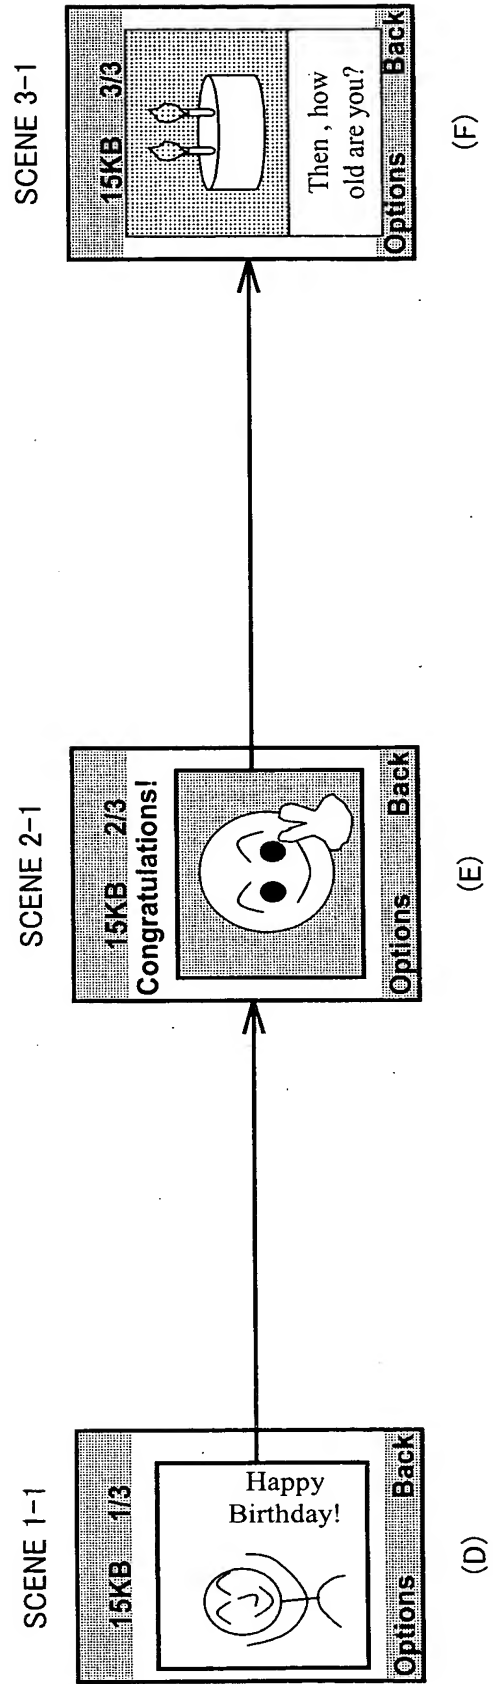 SCENE 1-1
15KB 1/3
Happy
Birthday!
Options Back
(D)
SCENE 2-1
15KB 2/3
Congratulations!
Options Back
(E)
SCENE 3-1
15KB 3/3
Then , how
old are you?
Options Back
(F)